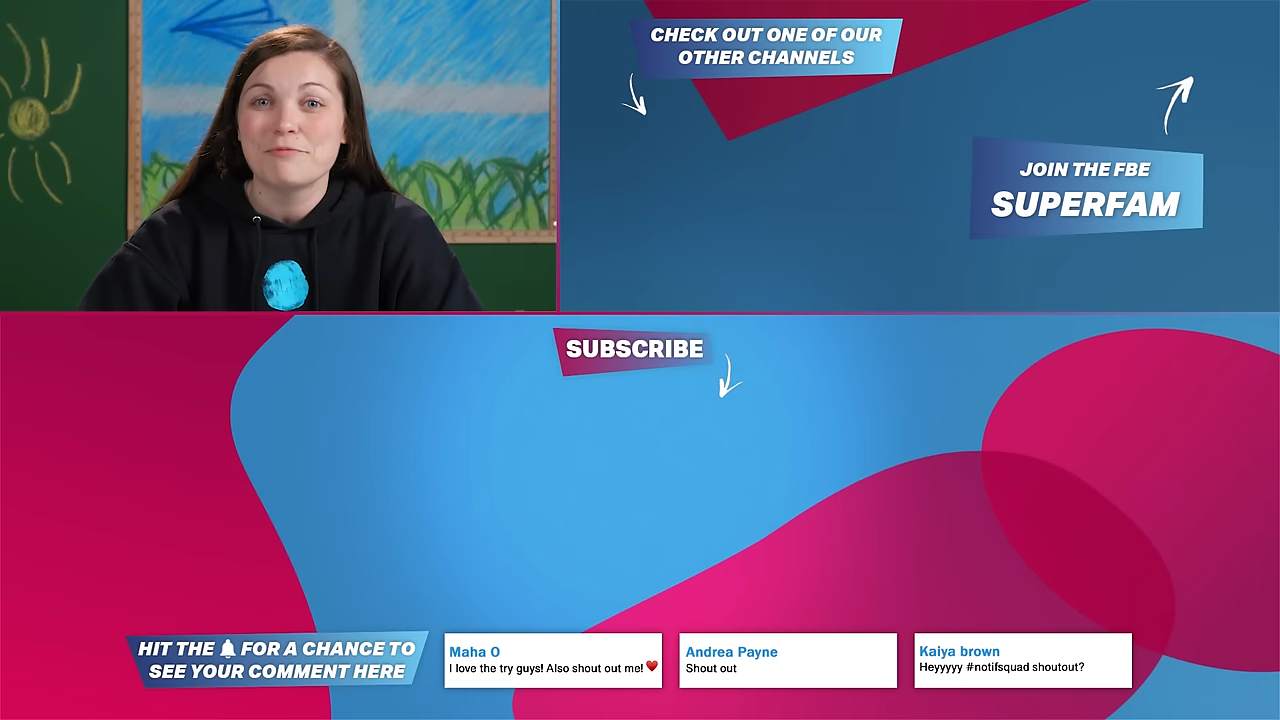 CHECK OUT ONE OF OUR
OTHER CHANNELS
JOIN THE FBE
SUPERFAM
SUBSCRIBE
HIT THE 🔔 FOR A CHANCE TO
SEE YOUR COMMENT HERE
Maha O
I love the try guys! Also shout out me! ❤️
Andrea Payne
Shout out
Kaiya brown
Heyyyyy #notifsquad shoutout?